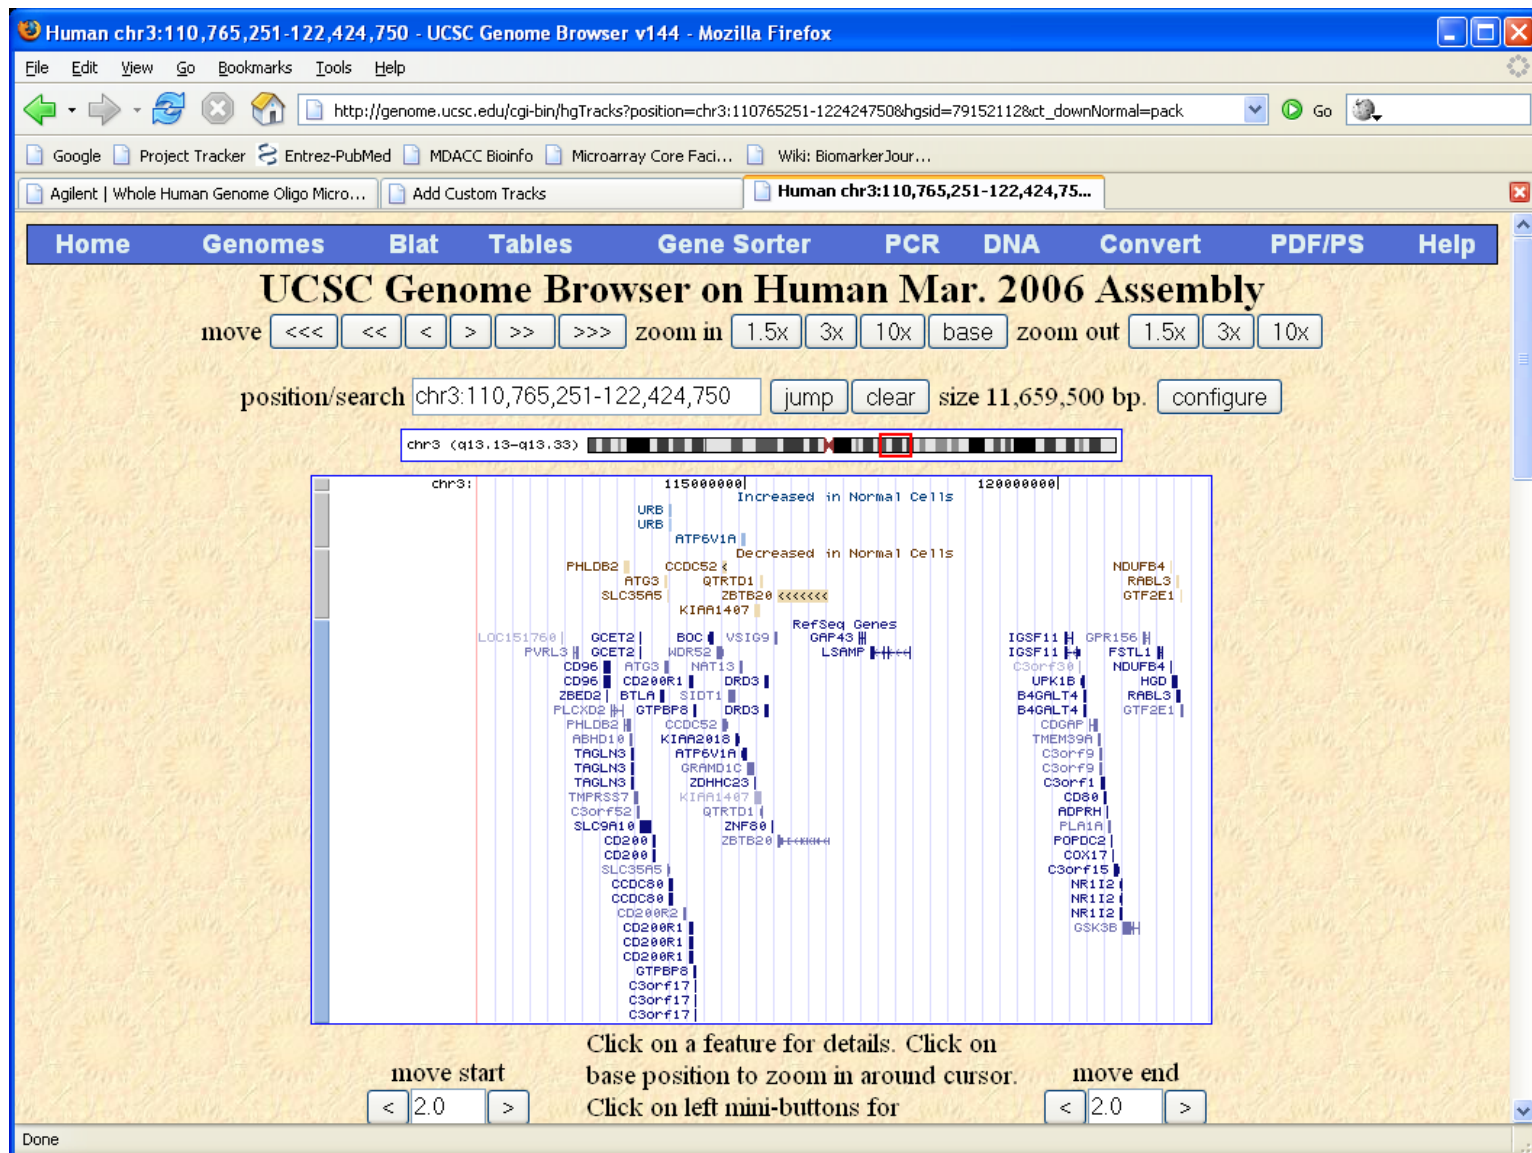 Human chr3:110,765,251-122,424,750 - UCSC Genome Browser v144 - Mozilla Firefox
File Edit View Go Bookmarks Tools Help
http://genome.ucsc.edu/cgi-bin/hgTracks?position=chr3:110765251-122424750&hgsid=79152112&ct_downNormal=pack Go
Google Project Tracker Entrez-PubMed MDACC Bioinfo Microarray Core Faci... Wiki: BiomarkerJour...
Agilent | Whole Human Genome Oligo Micro... Add Custom Tracks Human chr3:110,765,251-122,424,75...
Home Genomes Blat Tables Gene Sorter PCR DNA Convert PDF/PS Help
UCSC Genome Browser on Human Mar. 2006 Assembly
move <<< << < > >> >>> zoom in 1.5x 3x 10x base zoom out 1.5x 3x 10x
position/search chr3:110,765,251-122,424,750 jump clear size 11,659,500 bp. configure
chr3 (q13.13-q13.33)
chr3: 115000000| 120000000|
Increased in Normal Cells
URB
URB
ATP6V1A
Decreased in Normal Cells
PHLDB2 CCDC52 NDUFB4
ATG3 QTRTD1 RABL3
SLC35A5 ZBTB20 GTF2E1
KIAA1407
RefSeq Genes
LOC151760 GCET2 BOC VSIG9 GAP43 IGSF11 GPR156
PVRL3 GCET2 WDR52 LSAMP IGSF11 FSTL1
CD96 ATG3 NAT13 C3orf30 NDUFB4
CD96 CD200R1 DRD3 UPK1B HGD
ZBED2 BTLA SIDT1 B4GALT4 RABL3
PLCXD2 GTPBP8 DRD3 B4GALT4 GTF2E1
PHLDB2 CCDC52 CDGAP
ABHD10 KIAA2018 TMEM39A
TAGLN3 ATP6V1A C3orf9
TAGLN3 GRAMD1C C3orf9
TAGLN3 ZDHHC23 C3orf1
TMPRSS7 KIAA1407 CD80
C3orf52 QTRTD1 ADPRH
SLC9A10 ZNF80 PLA1A
CD200 ZBTB20 POPDC2
CD200 COX17
SLC35A5 C3orf15
CCDC80 NR1I2
CCDC80 NR1I2
CD200R2 NR1I2
CD200R1 GSK3B
CD200R1
CD200R1
GTPBP8
C3orf17
C3orf17
C3orf17
Click on a feature for details. Click on
move start base position to zoom in around cursor. move end
< 2.0 > Click on left mini-buttons for < 2.0 >
Done